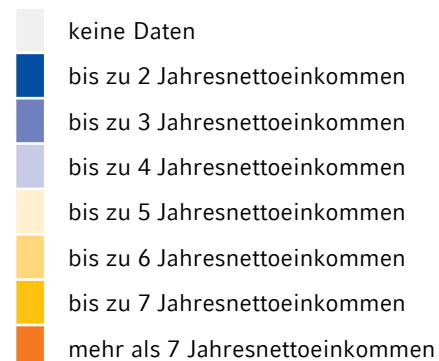 keine Daten
bis zu 2 Jahresnettoeinkommen
bis zu 3 Jahresnettoeinkommen
bis zu 4 Jahresnettoeinkommen
bis zu 5 Jahresnettoeinkommen
bis zu 6 Jahresnettoeinkommen
bis zu 7 Jahresnettoeinkommen
mehr als 7 Jahresnettoeinkommen